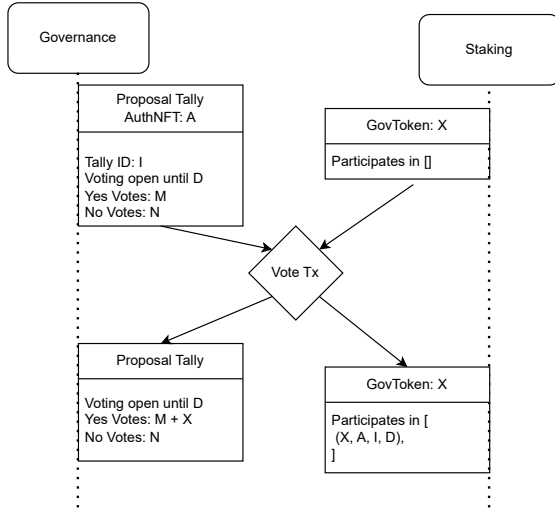 Governance
Staking
Proposal Tally
AuthNFT: A
Tally ID: I
Voting open until D
Yes Votes: M
No Votes: N
GovToken: X
Participates in []
Vote Tx
Proposal Tally
Voting open until D
Yes Votes: M + X
No Votes: N
GovToken: X
Participates in [
(X, A, I, D),
]